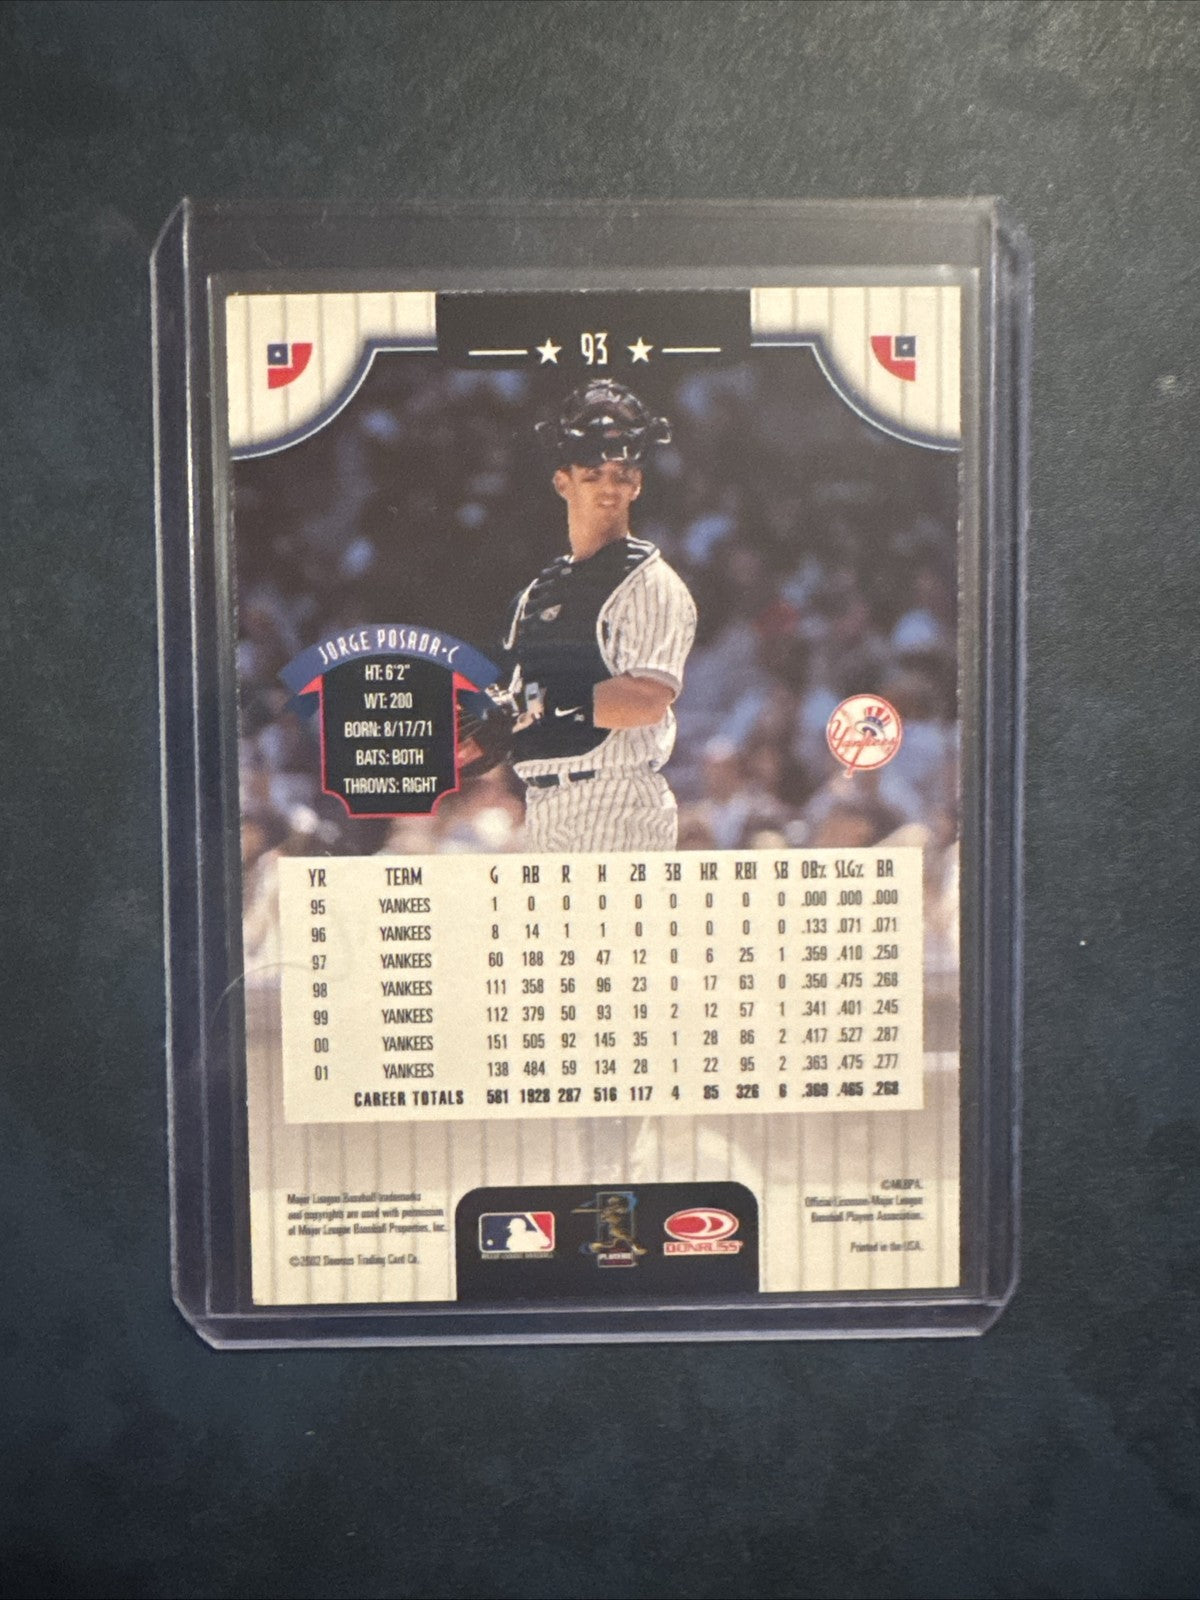 93
JORGE POSADA·C
HT: 6'2"
WT: 200
BORN: 8/17/71
BATS: BOTH
THROWS: RIGHT
Yankees
YR TEAM G AB R H 2B 3B HR RBI SB OB% SLG% BA
95 YANKEES 1 0 0 0 0 0 0 0 0 .000 .000 .000
96 YANKEES 8 14 1 1 0 0 0 0 0 .133 .071 .071
97 YANKEES 60 188 29 47 12 0 6 25 1 .359 .410 .250
98 YANKEES 111 358 56 96 23 0 17 63 0 .350 .475 .268
99 YANKEES 112 379 50 93 19 2 12 57 1 .341 .401 .245
00 YANKEES 151 505 92 145 35 1 28 86 2 .417 .527 .287
01 YANKEES 138 484 59 134 28 1 22 95 2 .363 .475 .277
CAREER TOTALS 581 1928 287 516 117 4 85 326 6 .369 .465 .268
Major League Baseball trademarks
and copyrights are used with permission
of Major League Baseball Properties, Inc.
©2002 Donruss Trading Card Co.
DONRUSS
©MLBPA
Official Licensee-Major League
Baseball Players Association.
Printed in the USA.